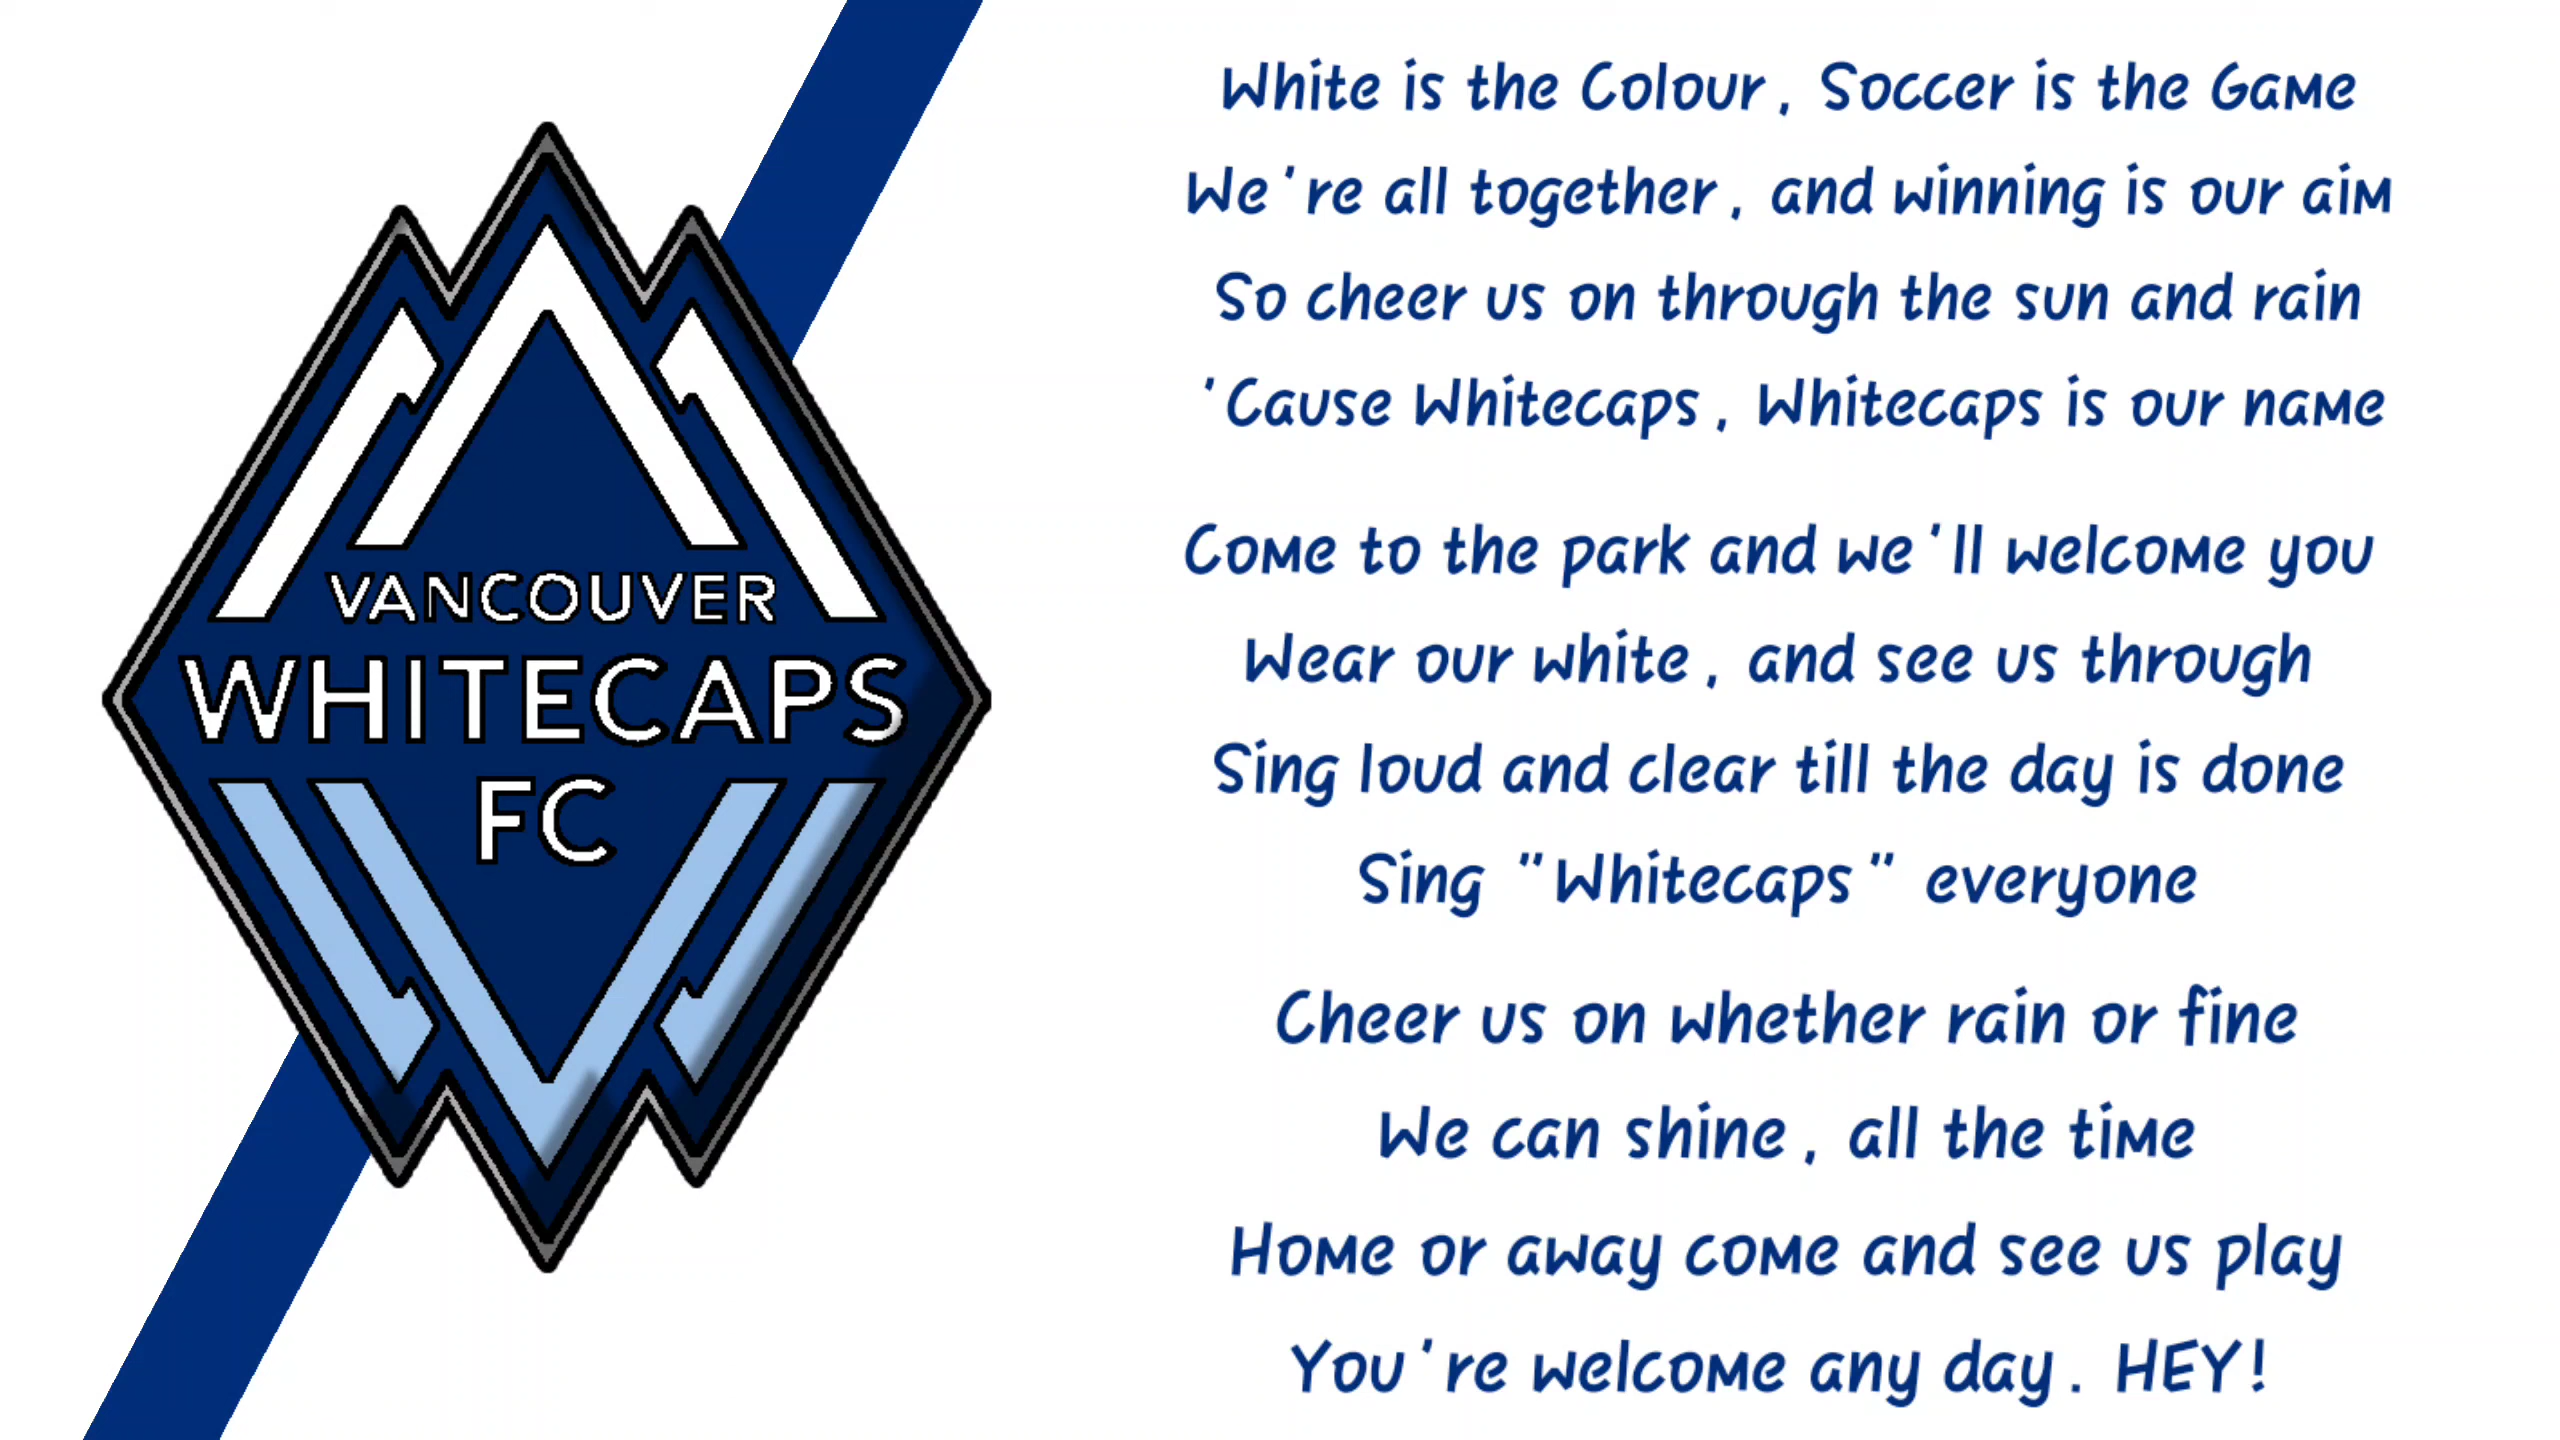 VANCOUVER
WHITECAPS
FC
White is the Colour, Soccer is the Game
We're all together, and winning is our aim
So cheer us on through the sun and rain
'Cause Whitecaps, Whitecaps is our name
Come to the park and we'll welcome you
Wear our white, and see us through
Sing loud and clear till the day is done
Sing "Whitecaps" everyone
Cheer us on whether rain or fine
We can shine, all the time
Home or away come and see us play
You're welcome any day. HEY!